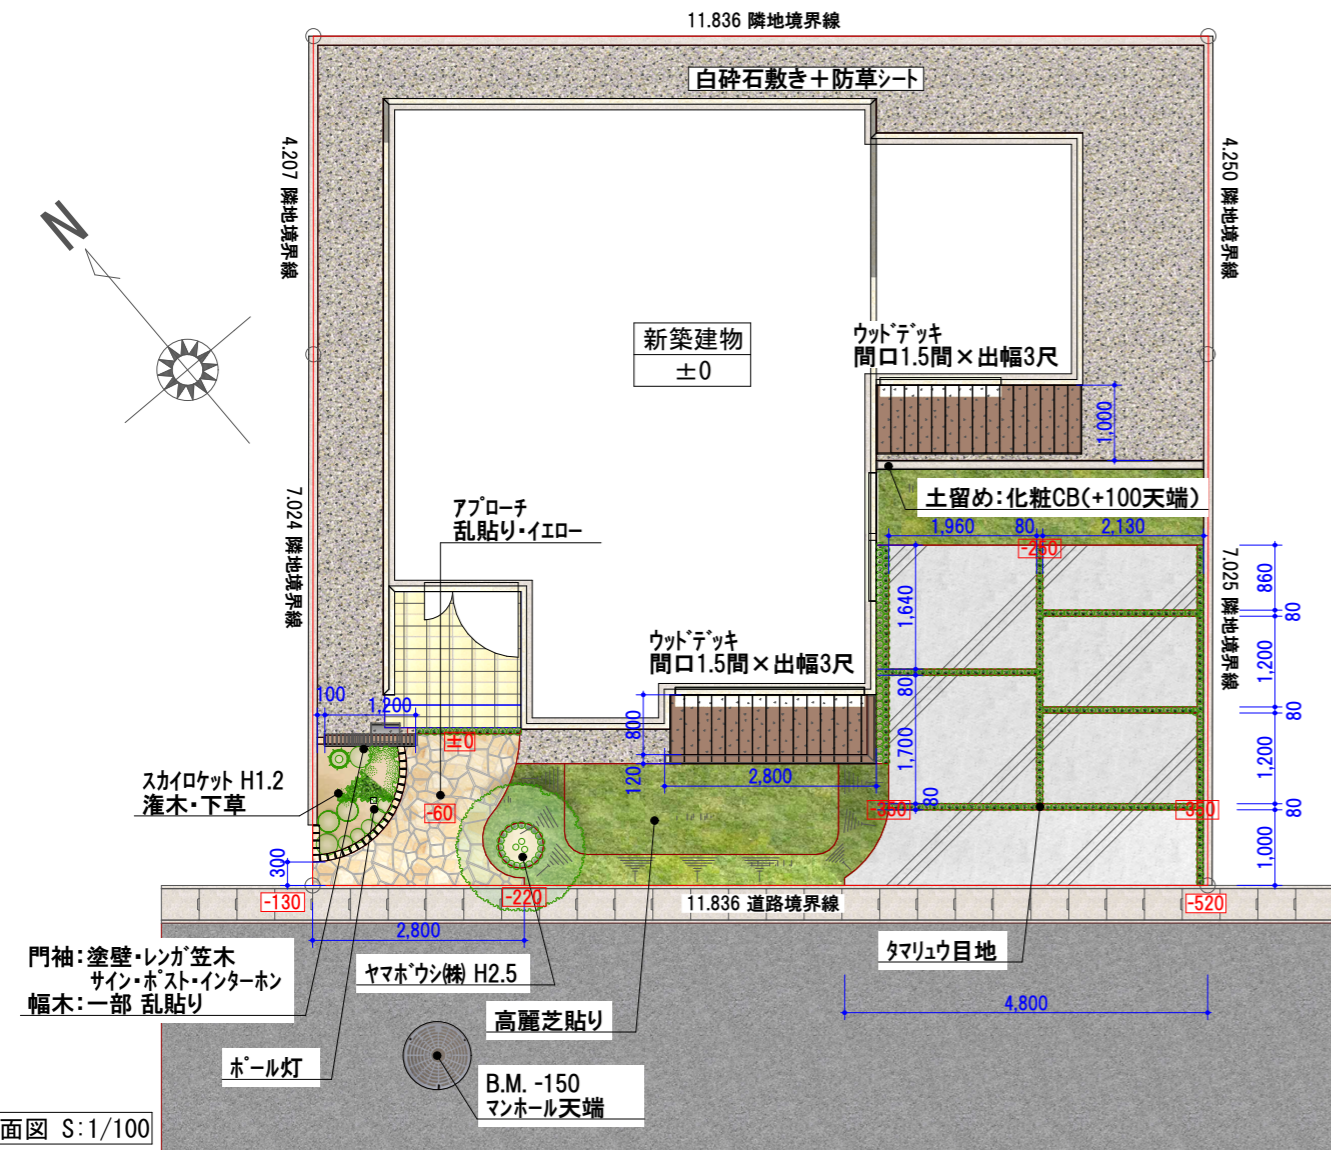 11.836 隣地境界線
白砕石敷き＋防草シート
4.207 隣地境界線
4.250 隣地境界線
N
新築建物
±0
ウッドデッキ
間口1.5間×出幅3尺
1,000
土留め：化粧CB(+100天端)
アプローチ
乱貼り・イエロー
7.024 隣地境界線
7.025 隣地境界線
1,960
80
2,130
-260
860
80
1,640
1,200
ウッドデッキ
間口1.5間×出幅3尺
80
100
1,200
80
800
±0
1,700
1,200
120
2,800
スカイロケット H1.2
灌木・下草
-60
80
-350
-350
80
300
1,000
-130
-220
11.836 道路境界線
-520
2,800
門袖：塗壁・レンガ笠木
サイン・ポスト・インターホン
幅木：一部 乱貼り
ヤマボウシ(株) H2.5
タマリュウ目地
4,800
高麗芝貼り
ポール灯
B.M. -150
マンホール天端
面図 S:1/100